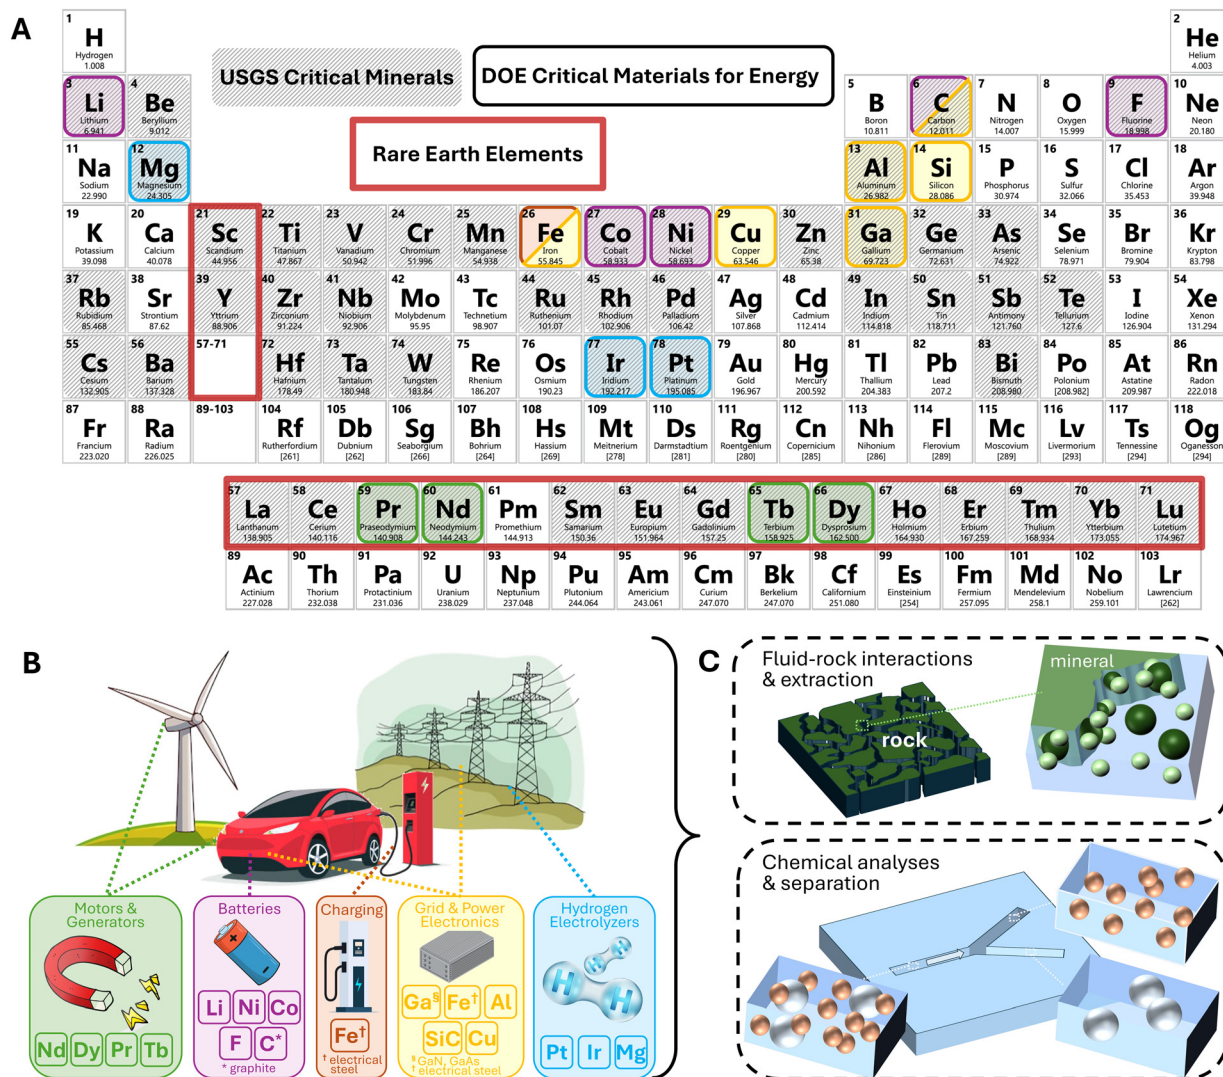 A
USGS Critical Minerals
DOE Critical Materials for Energy
Rare Earth Elements
1
H
Hydrogen
1.008
2
He
Helium
4.003
3
Li
Lithium
6.941
4
Be
Beryllium
9.012
5
B
Boron
10.811
6
C
Carbon
12.011
7
N
Nitrogen
14.007
8
O
Oxygen
15.999
9
F
Fluorine
18.998
10
Ne
Neon
20.180
11
Na
Sodium
22.990
12
Mg
Magnesium
24.305
13
Al
Aluminum
26.982
14
Si
Silicon
28.086
15
P
Phosphorus
30.974
16
S
Sulfur
32.066
17
Cl
Chlorine
35.453
18
Ar
Argon
39.948
19
K
Potassium
39.098
20
Ca
Calcium
40.078
21
Sc
Scandium
44.956
22
Ti
Titanium
47.867
23
V
Vanadium
50.942
24
Cr
Chromium
51.996
25
Mn
Manganese
54.938
26
Fe
Iron
55.845
27
Co
Cobalt
58.933
28
Ni
Nickel
58.693
29
Cu
Copper
63.546
30
Zn
Zinc
65.38
31
Ga
Gallium
69.723
32
Ge
Germanium
72.631
33
As
Arsenic
74.922
34
Se
Selenium
78.971
35
Br
Bromine
79.904
36
Kr
Krypton
83.798
37
Rb
Rubidium
85.468
38
Sr
Strontium
87.62
39
Y
Yttrium
88.906
40
Zr
Zirconium
91.224
41
Nb
Niobium
92.906
42
Mo
Molybdenum
95.95
43
Tc
Technetium
98.907
44
Ru
Ruthenium
101.07
45
Rh
Rhodium
102.906
46
Pd
Palladium
106.42
47
Ag
Silver
107.868
48
Cd
Cadmium
112.414
49
In
Indium
114.818
50
Sn
Tin
118.711
51
Sb
Antimony
121.760
52
Te
Tellurium
127.6
53
I
Iodine
126.904
54
Xe
Xenon
131.294
55
Cs
Cesium
132.905
56
Ba
Barium
137.328
57-71
72
Hf
Hafnium
178.49
73
Ta
Tantalum
180.948
74
W
Tungsten
183.84
75
Re
Rhenium
186.207
76
Os
Osmium
190.23
77
Ir
Iridium
192.217
78
Pt
Platinum
195.085
79
Au
Gold
196.967
80
Hg
Mercury
200.592
81
Tl
Thallium
204.383
82
Pb
Lead
207.2
83
Bi
Bismuth
208.980
84
Po
Polonium
[208.982]
85
At
Astatine
209.987
86
Rn
Radon
222.018
87
Fr
Francium
223.020
88
Ra
Radium
226.025
89-103
104
Rf
Rutherfordium
[261]
105
Db
Dubnium
[262]
106
Sg
Seaborgium
[266]
107
Bh
Bohrium
[264]
108
Hs
Hassium
[269]
109
Mt
Meitnerium
[278]
110
Ds
Darmstadtium
[281]
111
Rg
Roentgenium
[280]
112
Cn
Copernicium
[285]
113
Nh
Nihonium
[286]
114
Fl
Flerovium
[289]
115
Mc
Moscovium
[289]
116
Lv
Livermorium
[293]
117
Ts
Tennessine
[294]
118
Og
Oganesson
[294]
57
La
Lanthanum
138.905
58
Ce
Cerium
140.116
59
Pr
Praseodymium
140.908
60
Nd
Neodymium
144.243
61
Pm
Promethium
144.913
62
Sm
Samarium
150.36
63
Eu
Europium
151.964
64
Gd
Gadolinium
157.25
65
Tb
Terbium
158.925
66
Dy
Dysprosium
162.500
67
Ho
Holmium
164.930
68
Er
Erbium
167.259
69
Tm
Thulium
168.934
70
Yb
Ytterbium
173.055
71
Lu
Lutetium
174.967
89
Ac
Actinium
227.028
90
Th
Thorium
232.038
91
Pa
Protactinium
231.036
92
U
Uranium
238.029
93
Np
Neptunium
237.048
94
Pu
Plutonium
244.064
95
Am
Americium
243.061
96
Cm
Curium
247.070
97
Bk
Berkelium
247.070
98
Cf
Californium
251.080
99
Es
Einsteinium
[254]
100
Fm
Fermium
257.095
101
Md
Mendelevium
258.1
102
No
Nobelium
259.101
103
Lr
Lawrencium
[262]
B
Motors &
Generators
Nd Dy Pr Tb
Batteries
Li Ni Co
F C*
* graphite
Charging
Fe†
† electrical
steel
Grid & Power
Electronics
Ga§ Fe† Al
SiC Cu
§ GaN, GaAs
† electrical steel
Hydrogen
Electrolyzers
H H
H H
Pt Ir Mg
C
Fluid-rock interactions
& extraction
rock
mineral
Chemical analyses
& separation